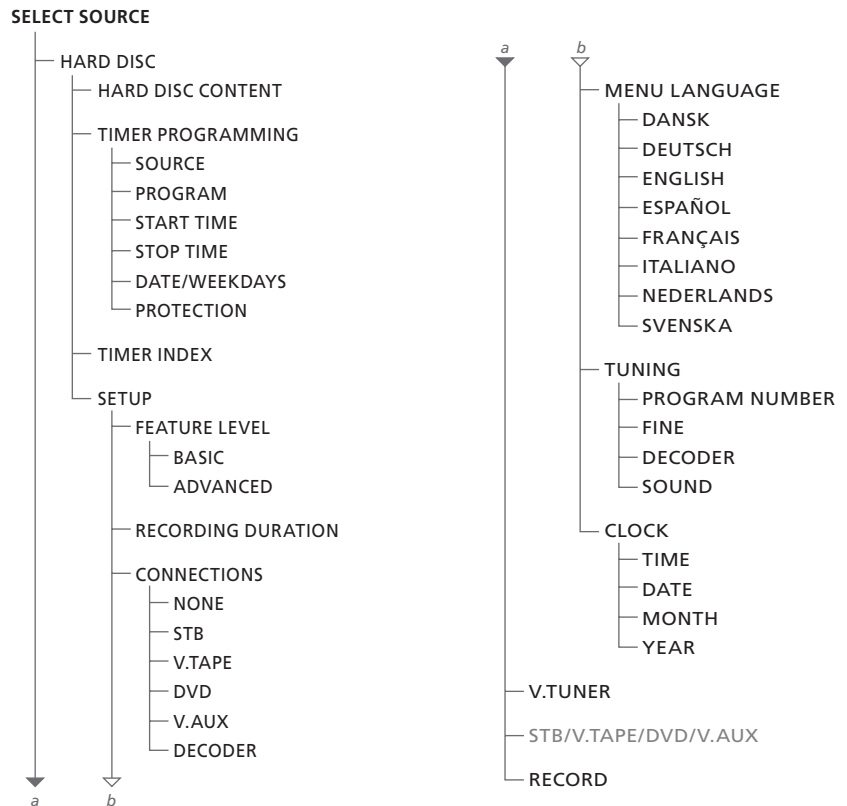 SELECT SOURCE
HARD DISC
HARD DISC CONTENT
TIMER PROGRAMMING
SOURCE
PROGRAM
START TIME
STOP TIME
DATE/WEEKDAYS
PROTECTION
TIMER INDEX
SETUP
FEATURE LEVEL
BASIC
ADVANCED
RECORDING DURATION
CONNECTIONS
NONE
STB
V.TAPE
DVD
V.AUX
DECODER
a b
a b
MENU LANGUAGE
DANSK
DEUTSCH
ENGLISH
ESPAÑOL
FRANÇAIS
ITALIANO
NEDERLANDS
SVENSKA
TUNING
PROGRAM NUMBER
FINE
DECODER
SOUND
CLOCK
TIME
DATE
MONTH
YEAR
V.TUNER
STB/V.TAPE/DVD/V.AUX
RECORD